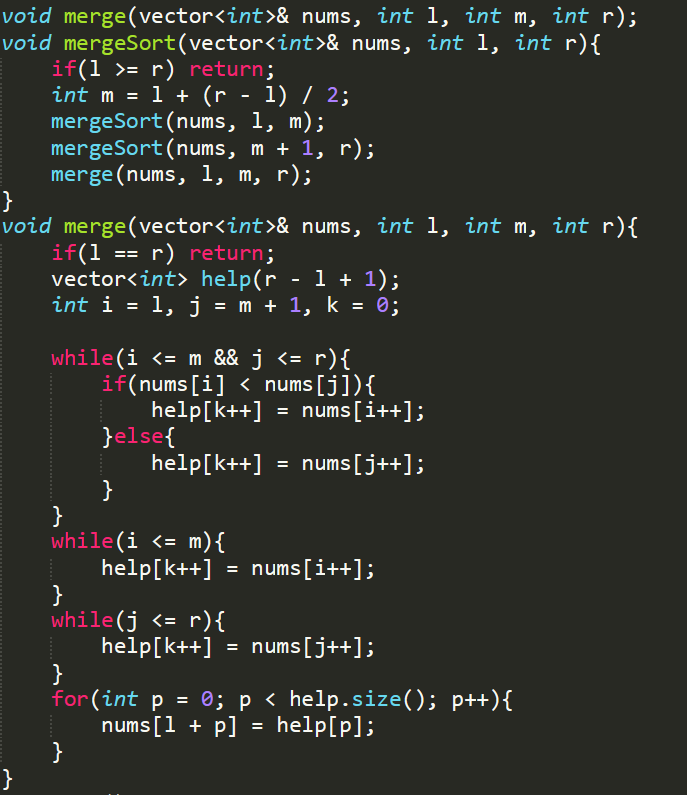 void merge(vector<int>& nums, int l, int m, int r);
void mergeSort(vector<int>& nums, int l, int r){
    if(l >= r) return;
    int m = l + (r - l) / 2;
    mergeSort(nums, l, m);
    mergeSort(nums, m + 1, r);
    merge(nums, l, m, r);
}
void merge(vector<int>& nums, int l, int m, int r){
    if(l == r) return;
    vector<int> help(r - l + 1);
    int i = l, j = m + 1, k = 0;

    while(i <= m && j <= r){
        if(nums[i] < nums[j]){
            help[k++] = nums[i++];
        }else{
            help[k++] = nums[j++];
        }
    }
    while(i <= m){
        help[k++] = nums[i++];
    }
    while(j <= r){
        help[k++] = nums[j++];
    }
    for(int p = 0; p < help.size(); p++){
        nums[l + p] = help[p];
    }
}